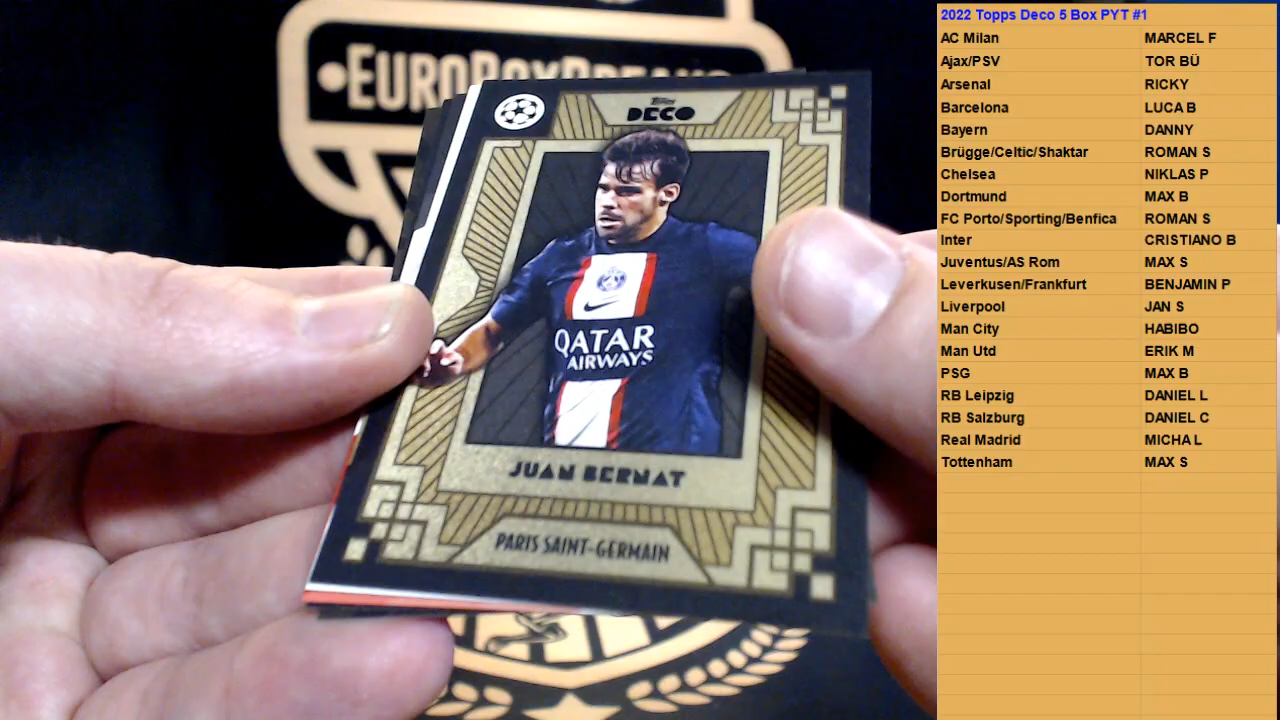 EUROBOXBREAKS
Topps
DECO
QATAR
AIRWAYS
JUAN BERNAT
PARIS SAINT-GERMAIN
2022 Topps Deco 5 Box PYT #1
AC Milan MARCEL F
Ajax/PSV TOR BÜ
Arsenal RICKY
Barcelona LUCA B
Bayern DANNY
Brügge/Celtic/Shaktar ROMAN S
Chelsea NIKLAS P
Dortmund MAX B
FC Porto/Sporting/Benfica ROMAN S
Inter CRISTIANO B
Juventus/AS Rom MAX S
Leverkusen/Frankfurt BENJAMIN P
Liverpool JAN S
Man City HABIBO
Man Utd ERIK M
PSG MAX B
RB Leipzig DANIEL L
RB Salzburg DANIEL C
Real Madrid MICHA L
Tottenham MAX S